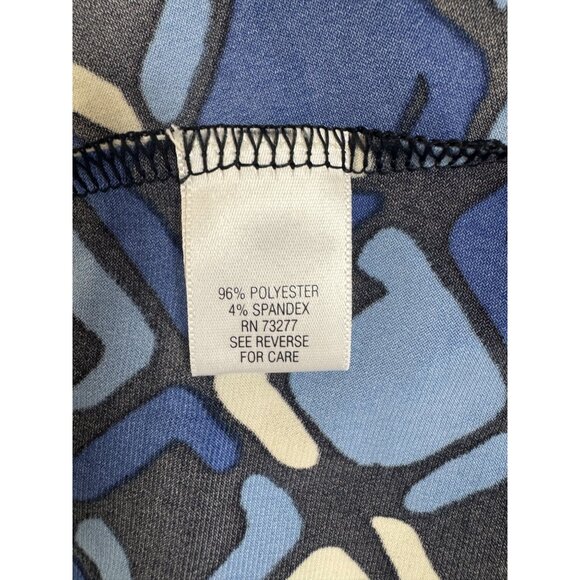 96% POLYESTER
4% SPANDEX
RN 73277
SEE REVERSE
FOR CARE